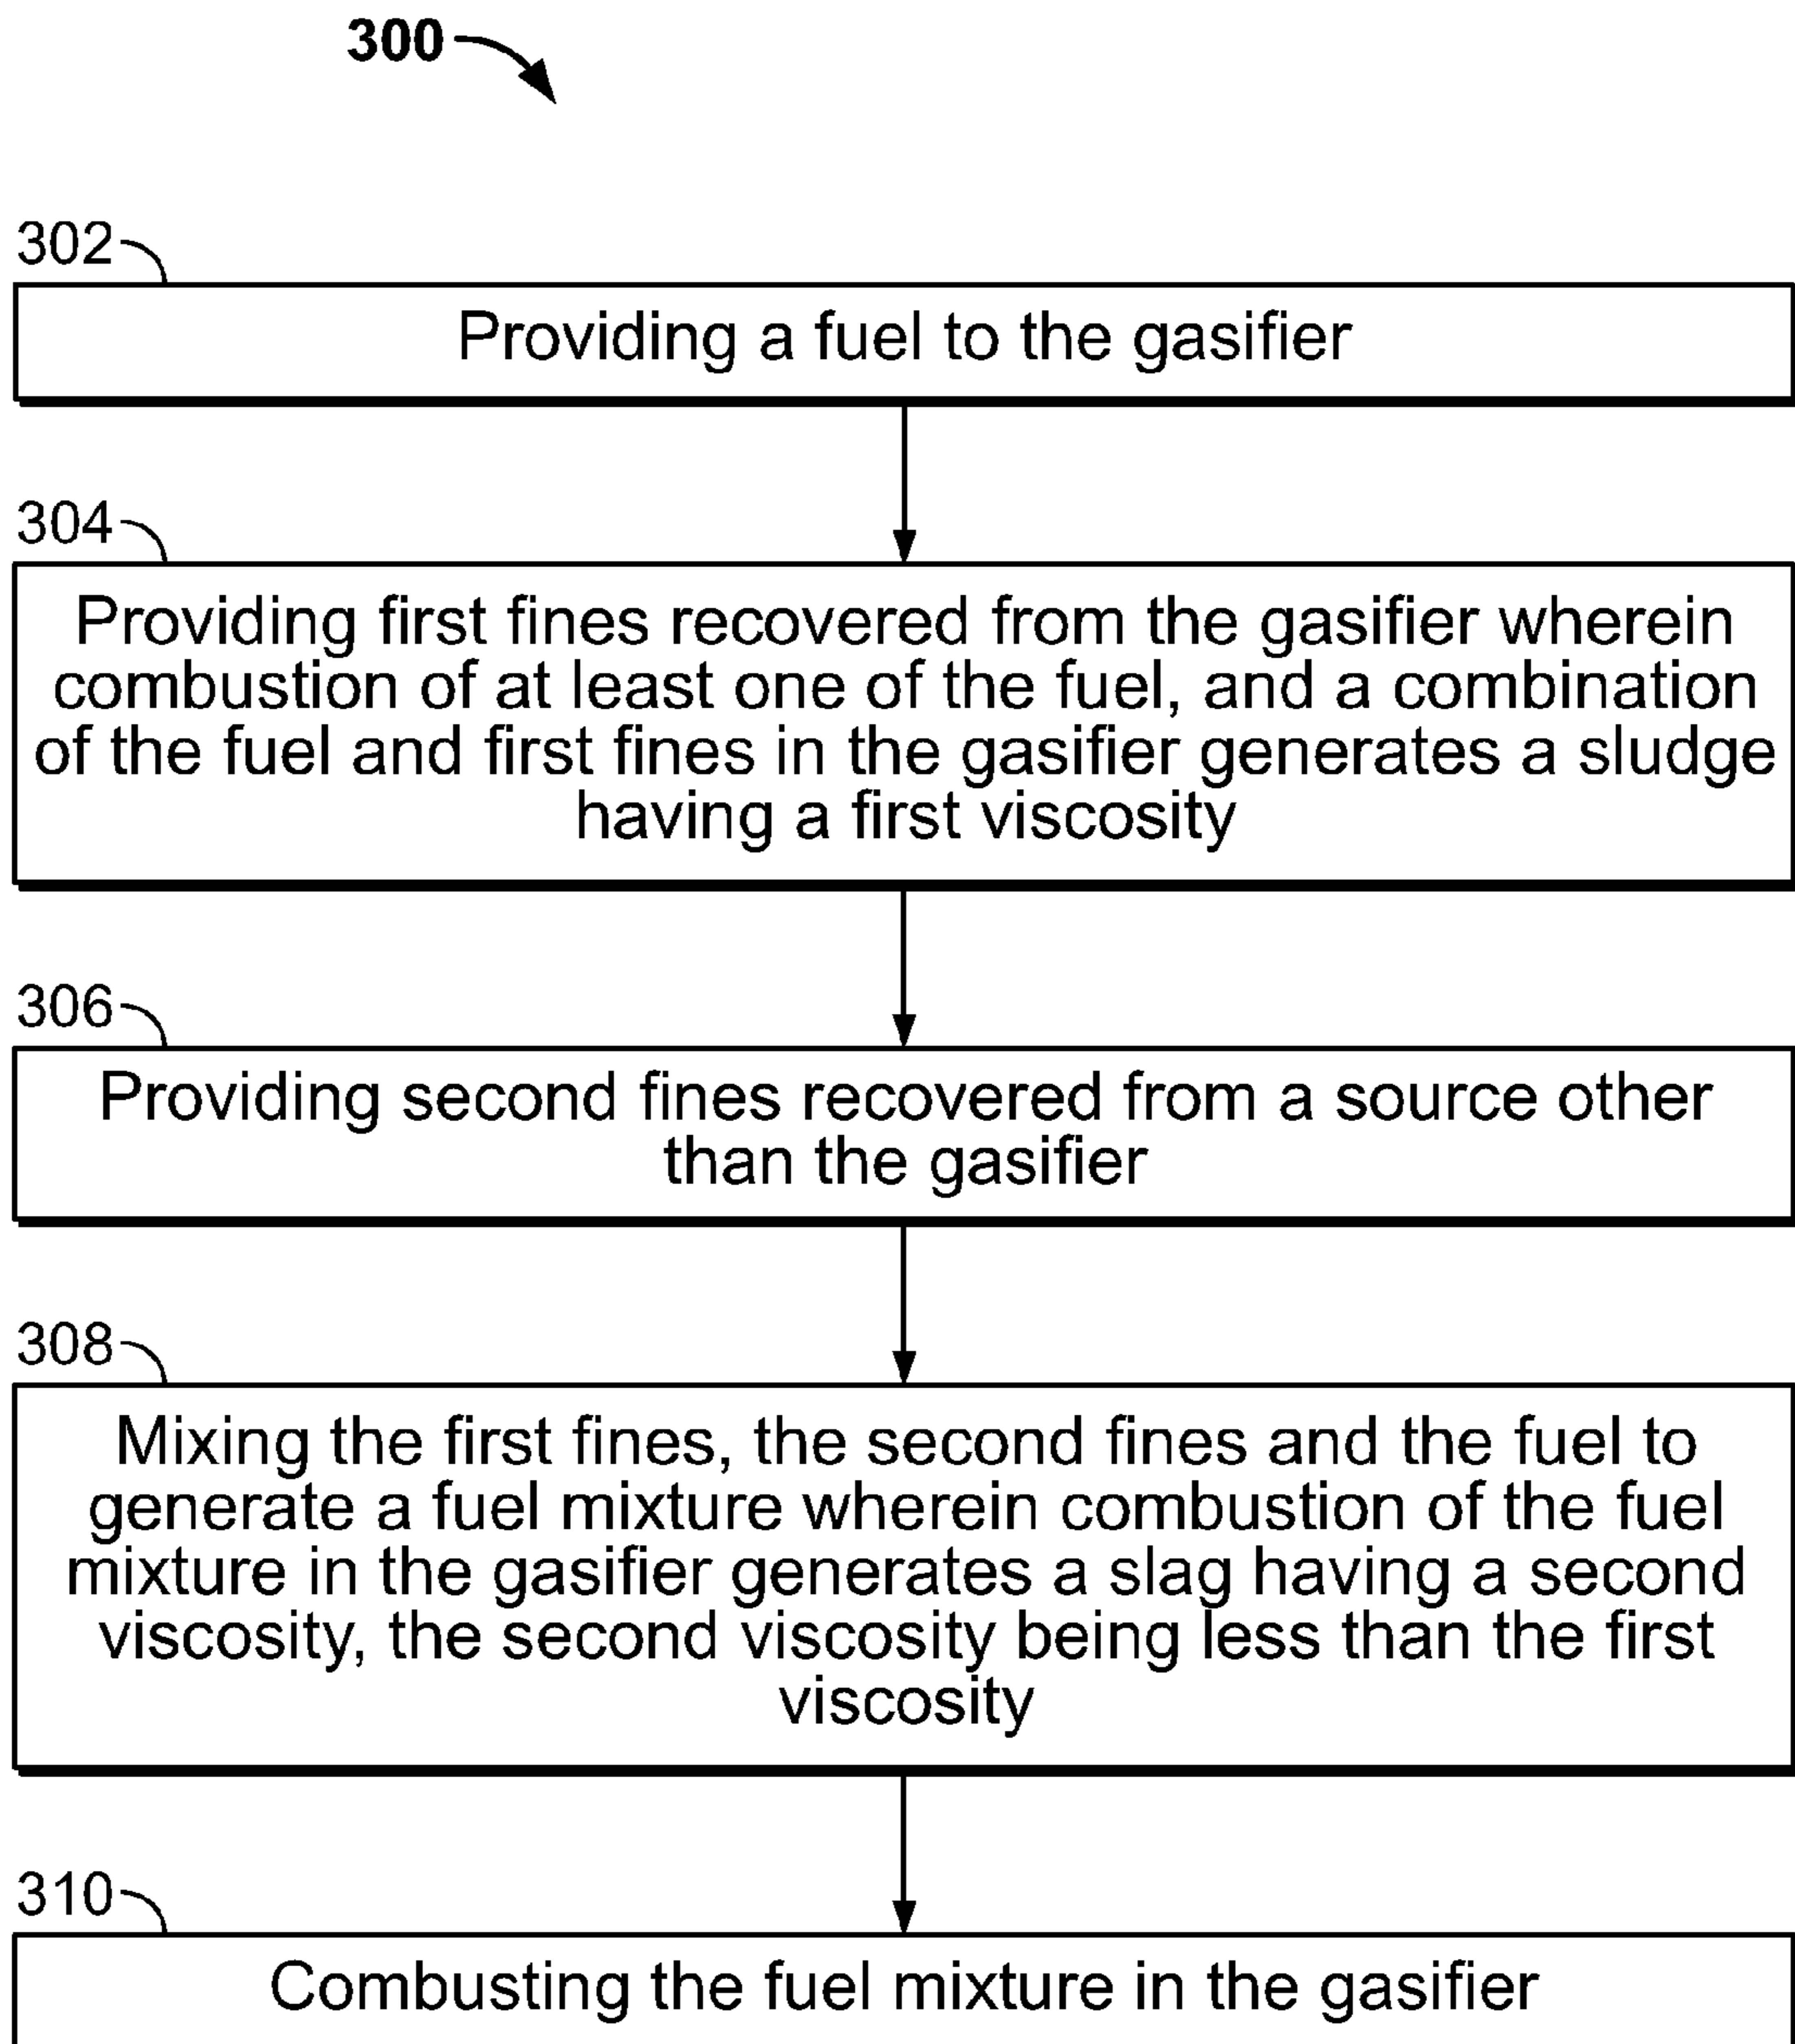 300
302
Providing a fuel to the gasifier
304
Providing first fines recovered from the gasifier wherein
combustion of at least one of the fuel, and a combination
of the fuel and first fines in the gasifier generates a sludge
having a first viscosity
306
Providing second fines recovered from a source other
than the gasifier
308
Mixing the first fines, the second fines and the fuel to
generate a fuel mixture wherein combustion of the fuel
mixture in the gasifier generates a slag having a second
viscosity, the second viscosity being less than the first
viscosity
310
Combusting the fuel mixture in the gasifier